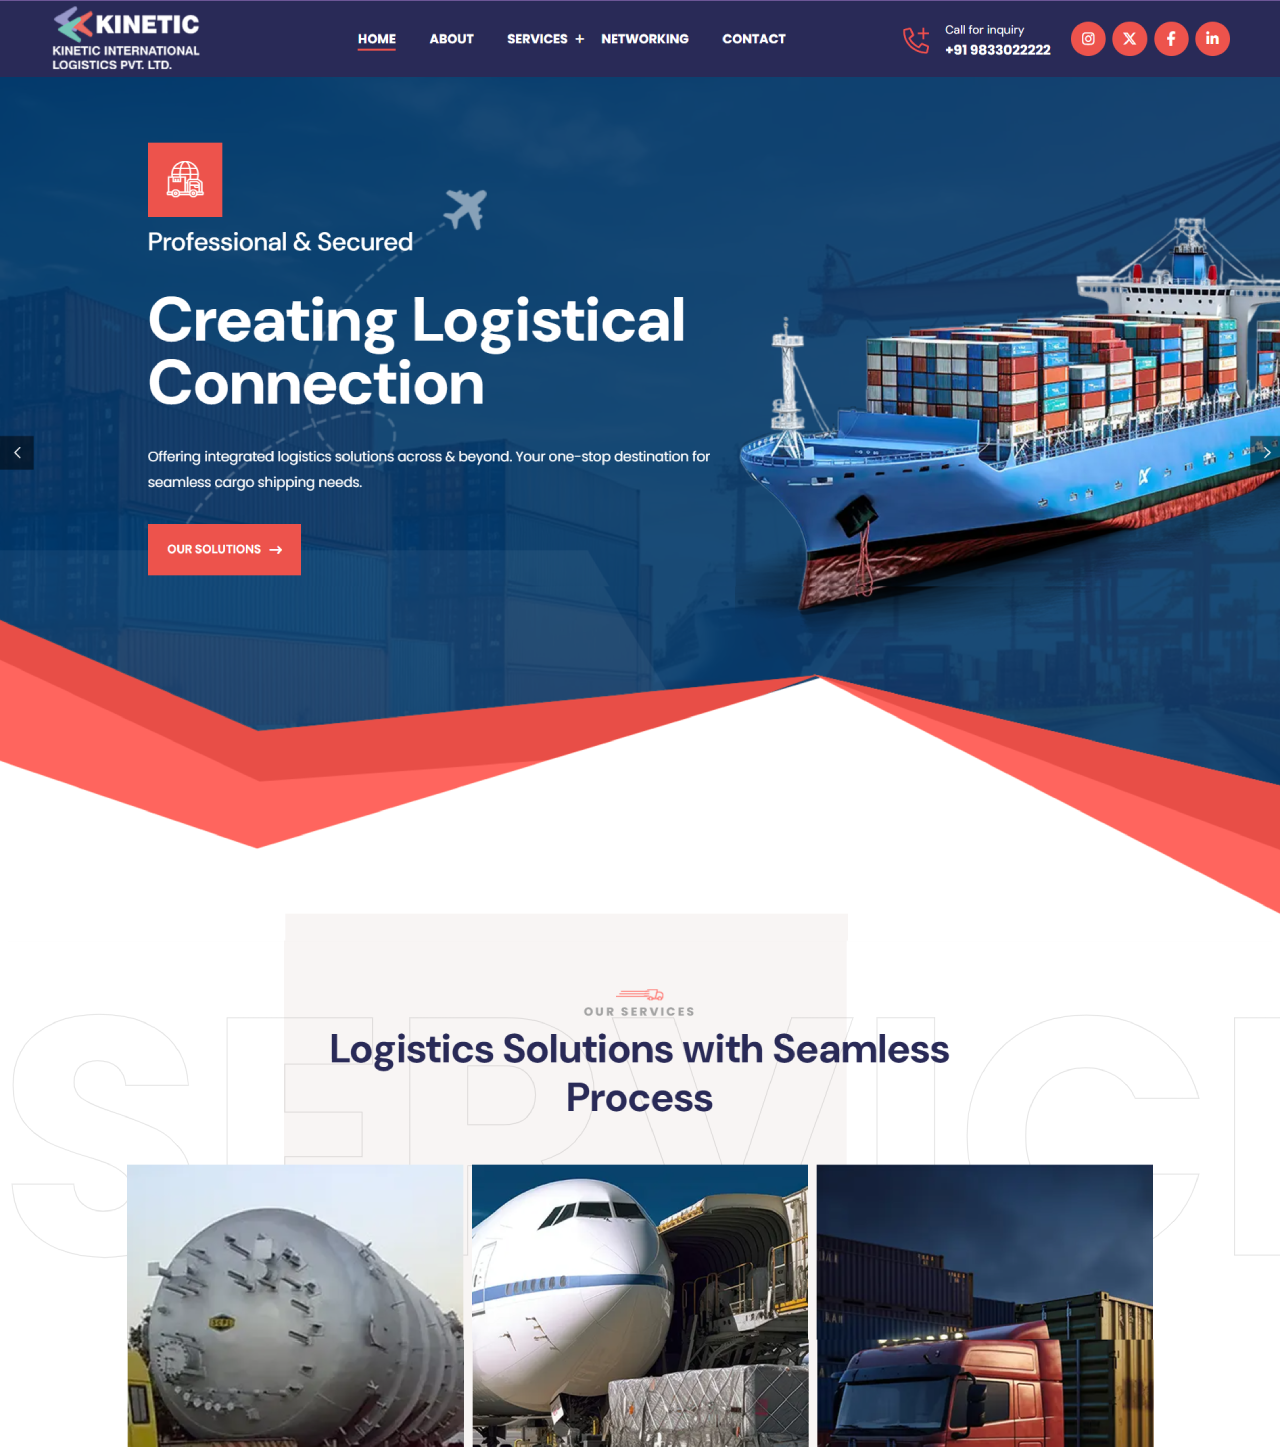 KINETIC
KINETIC INTERNATIONAL
LOGISTICS PVT. LTD.
HOME
ABOUT
SERVICES +
NETWORKING
CONTACT
Call for inquiry
+91 9833022222
Professional & Secured
Creating Logistical
Connection
Offering integrated logistics solutions across & beyond. Your one-stop destination for
seamless cargo shipping needs.
OUR SOLUTIONS
OUR SERVICES
Logistics Solutions with Seamless
Process
SERVICE